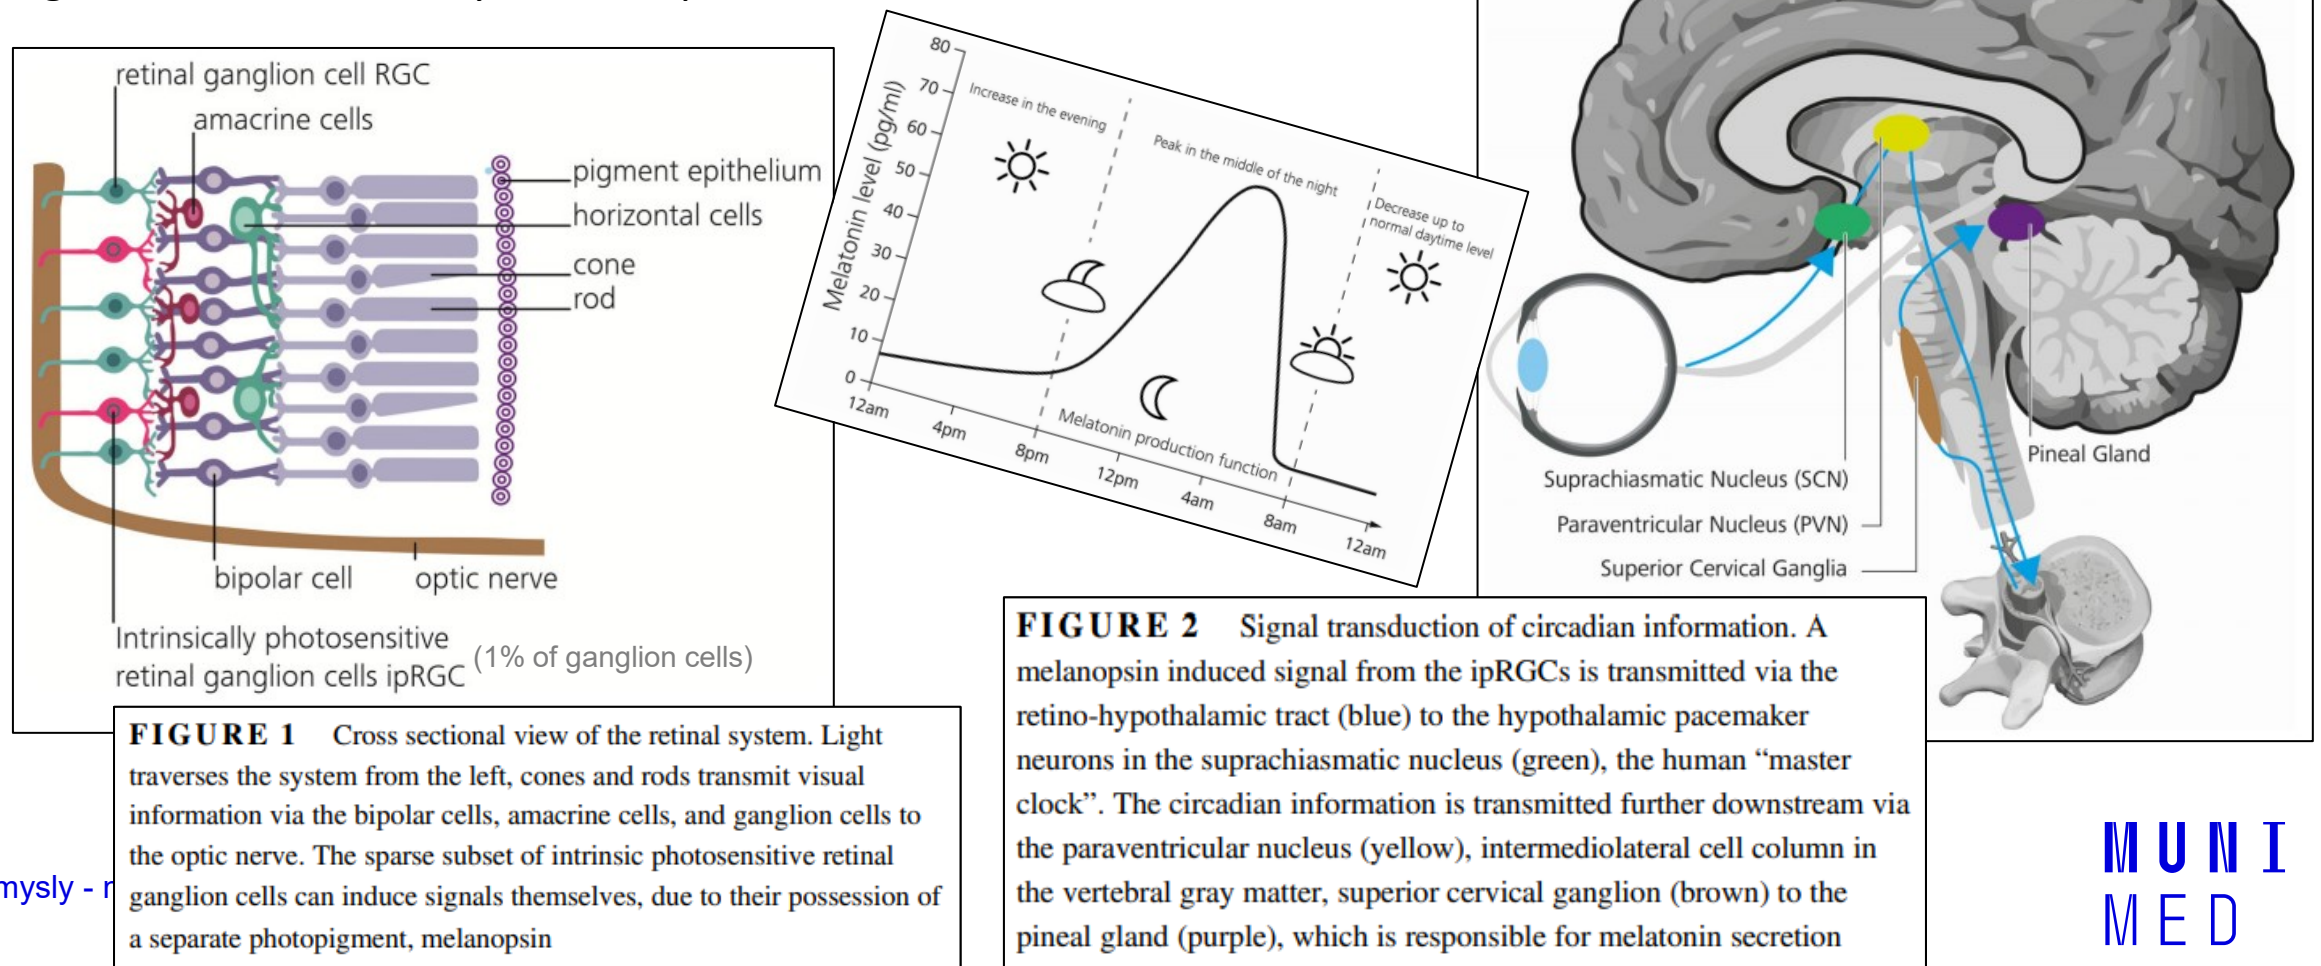 retinal ganglion cell RGC
amacrine cells
pigment epithelium
horizontal cells
cone
rod
bipolar cell
optic nerve
Intrinsically photosensitive
retinal ganglion cells ipRGC
(1% of ganglion cells)
FIGURE 1 Cross sectional view of the retinal system. Light
traverses the system from the left, cones and rods transmit visual
information via the bipolar cells, amacrine cells, and ganglion cells to
the optic nerve. The sparse subset of intrinsic photosensitive retinal
ganglion cells can induce signals themselves, due to their possession of
a separate photopigment, melanopsin
Melatonin level (pg/ml)
80
70
60
50
40
30
20
10
0
Increase in the evening
Peak in the middle of the night
Decrease up to
normal daytime level
Melatonin production function
12am
4pm
8pm
12pm
4am
8am
12am
Pineal Gland
Suprachiasmatic Nucleus (SCN)
Paraventricular Nucleus (PVN)
Superior Cervical Ganglia
FIGURE 2 Signal transduction of circadian information. A
melanopsin induced signal from the ipRGCs is transmitted via the
retino-hypothalamic tract (blue) to the hypothalamic pacemaker
neurons in the suprachiasmatic nucleus (green), the human “master
clock”. The circadian information is transmitted further downstream via
the paraventricular nucleus (yellow), intermediolateral cell column in
the vertebral gray matter, superior cervical ganglion (brown) to the
pineal gland (purple), which is responsible for melatonin secretion
mysly -
MUNI
MED